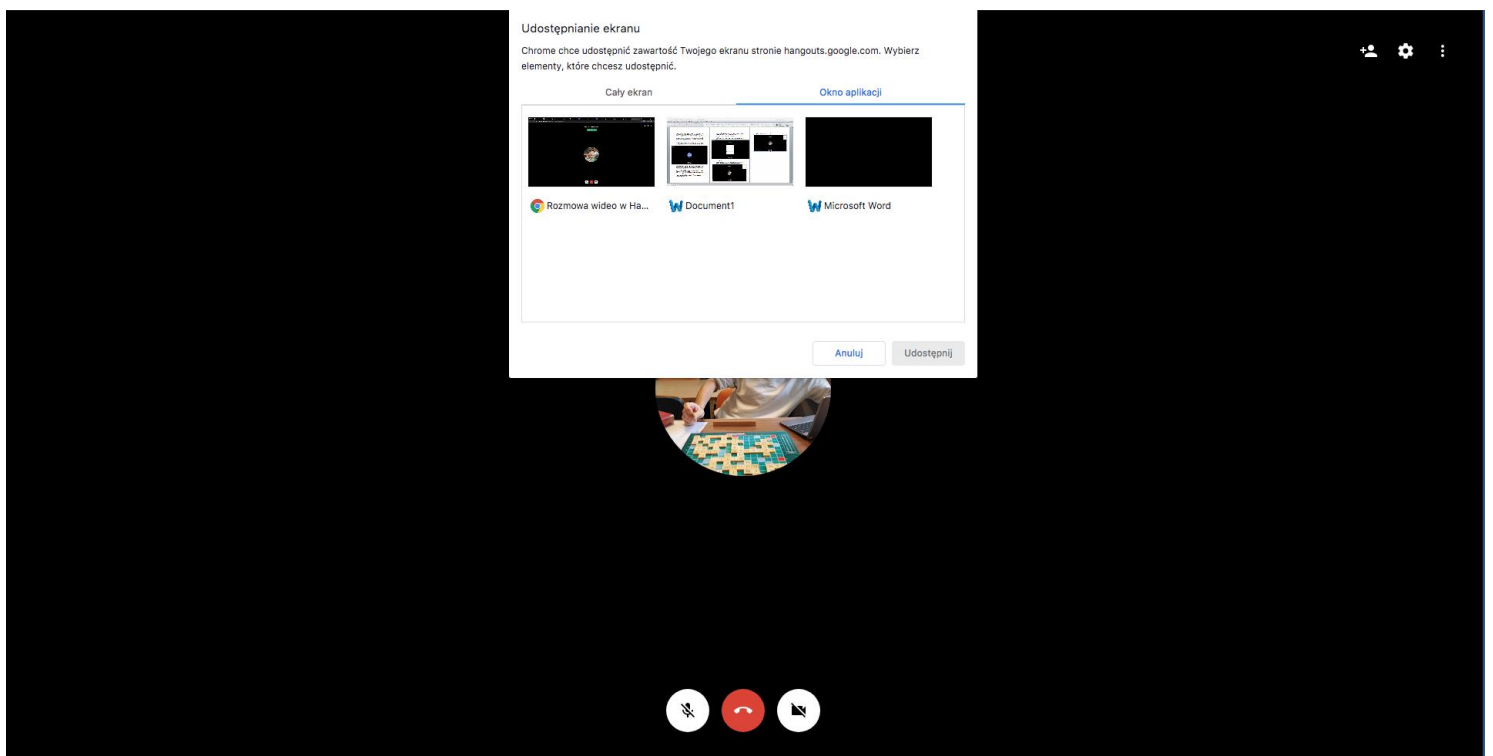 Udostępnianie ekranu
Chrome chce udostępnić zawartość Twojego ekranu stronie hangouts.google.com. Wybierz
elementy, które chcesz udostępnić.
Cały ekran
Okno aplikacji
Rozmowa wideo w Ha...
Document1
Microsoft Word
Anuluj
Udostępnij